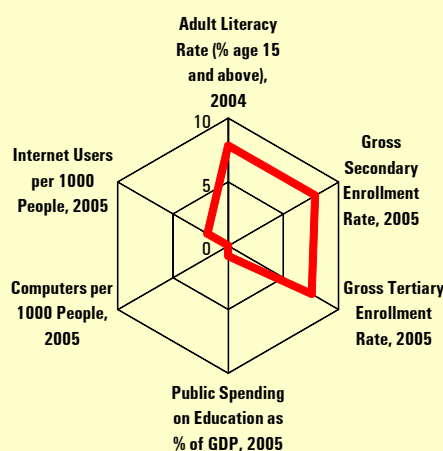 Adult Literacy
Rate (% age 15
and above),
2004
10
5
0
Gross
Secondary
Enrollment
Rate, 2005
Gross Tertiary
Enrollment
Rate, 2005
Public Spending
on Education as
% of GDP, 2005
Computers per
1000 People,
2005
Internet Users
per 1000
People, 2005